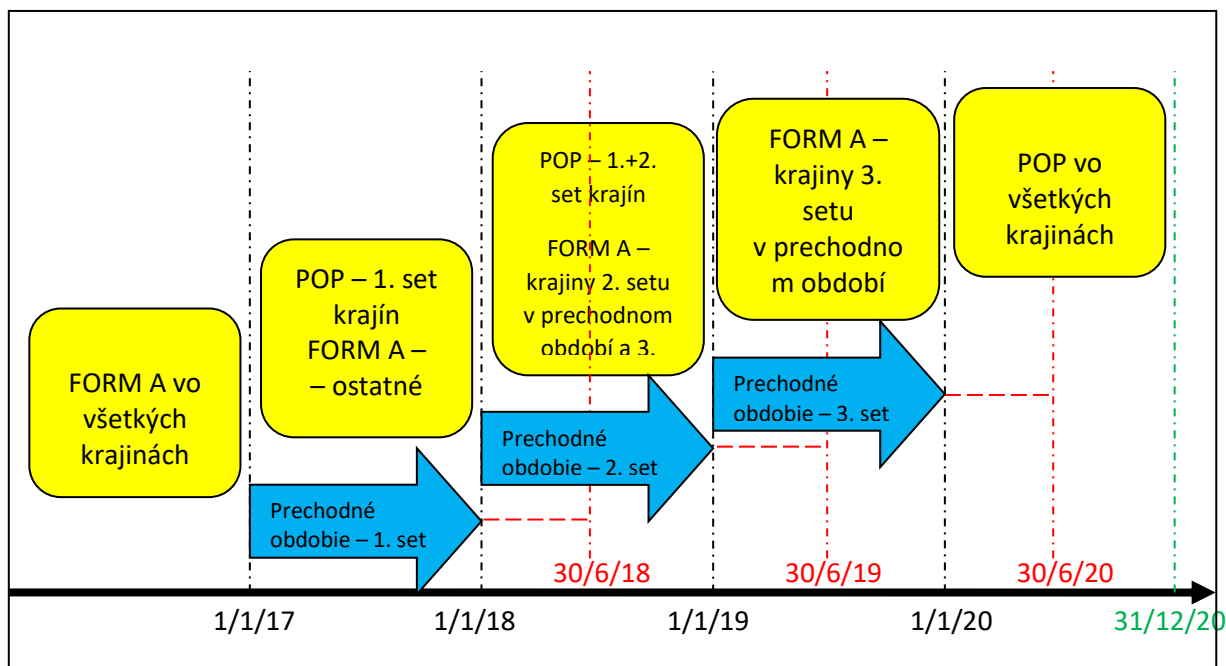 FORM A vo
všetkých
krajinách
POP – 1. set
krajín
FORM A –
– ostatné
POP – 1.+2.
set krajín
FORM A –
krajiny 2. setu
v prechodnom
období a 3.
FORM A –
krajiny 3.
setu
v prechodno
m období
POP vo
všetkých
krajinách
Prechodné
obdobie – 1. set
Prechodné
obdobie – 2. set
Prechodné
obdobie – 3. set
30/6/18
30/6/19
30/6/20
1/1/17
1/1/18
1/1/19
1/1/20
31/12/20